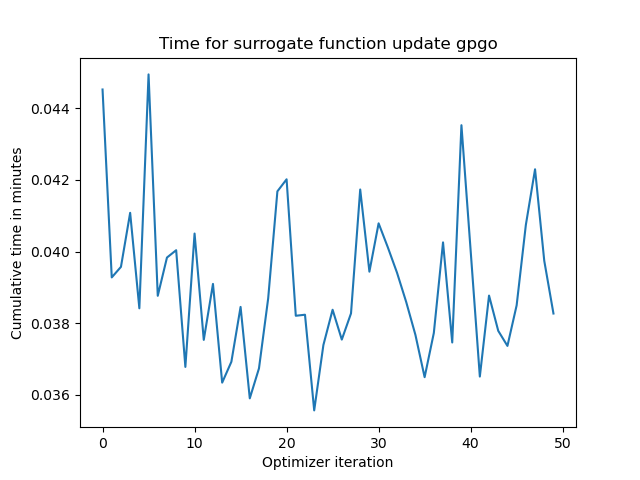 Time for surrogate function update gpgo
Cumulative time in minutes
0.044
0.042
0.040
0.038
0.036
0 10 20 30 40 50
Optimizer iteration